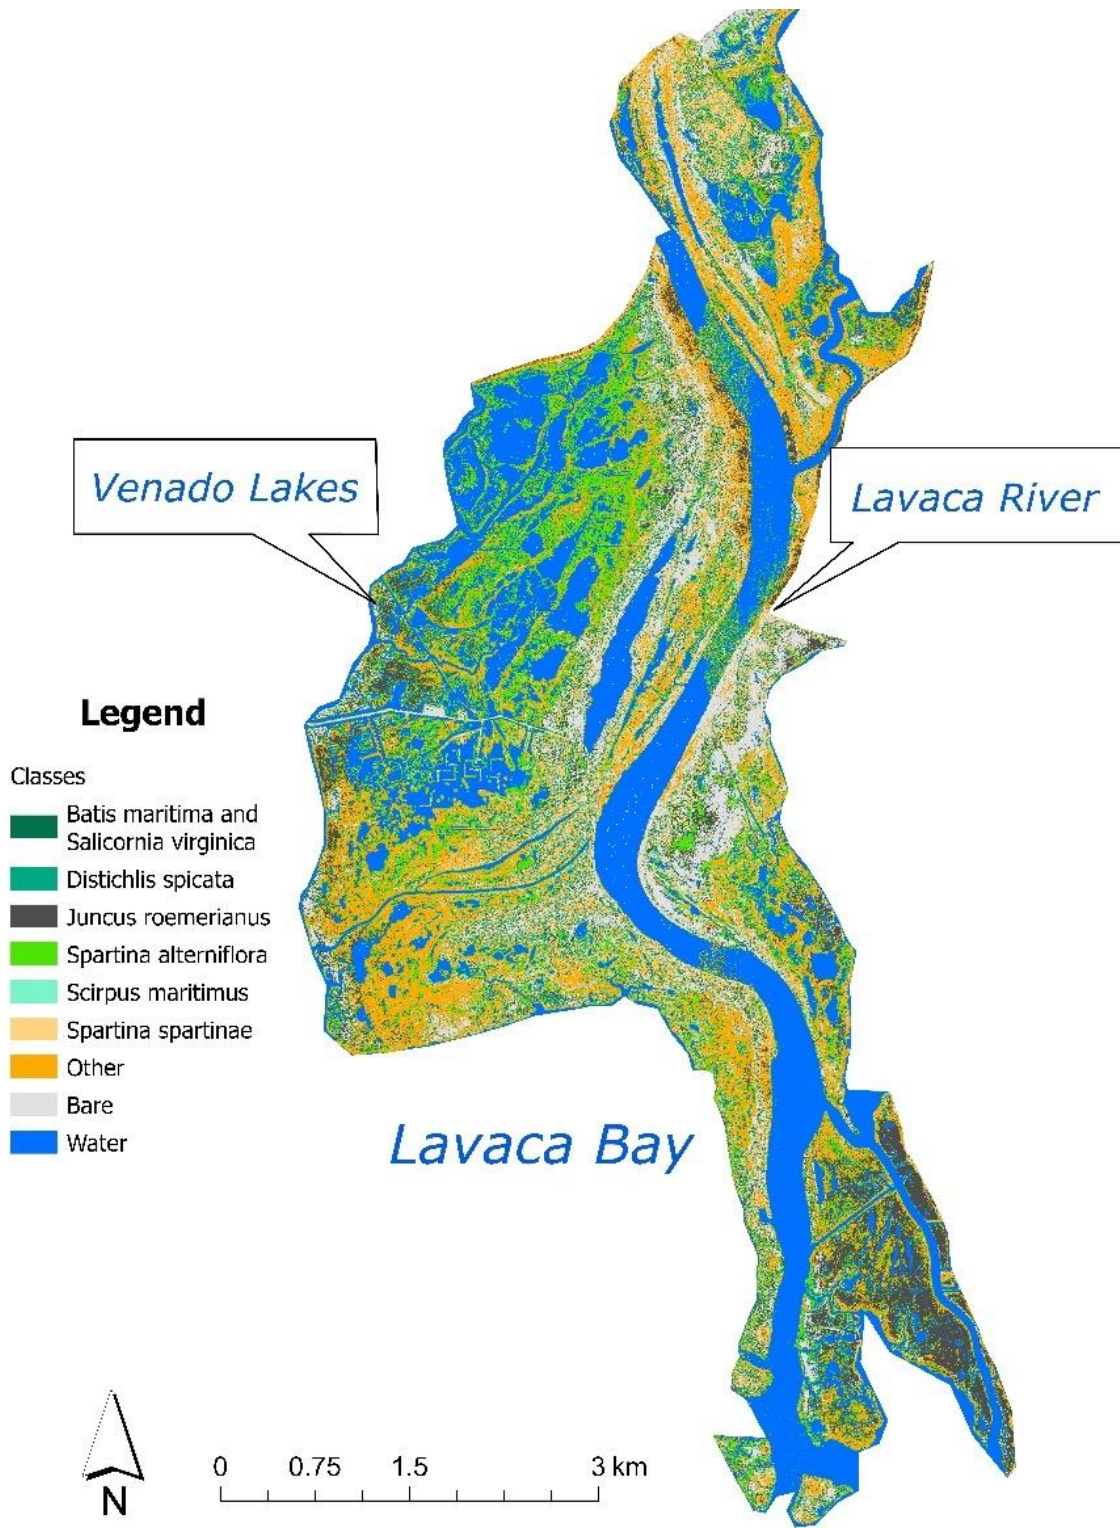 Venado Lakes
Lavaca River
Legend
Classes
Batis maritima and
Salicornia virginica
Distichlis spicata
Juncus roemerianus
Spartina alterniflora
Scirpus maritimus
Spartina spartinae
Other
Bare
Water
Lavaca Bay
N
0 0.75 1.5 3 km